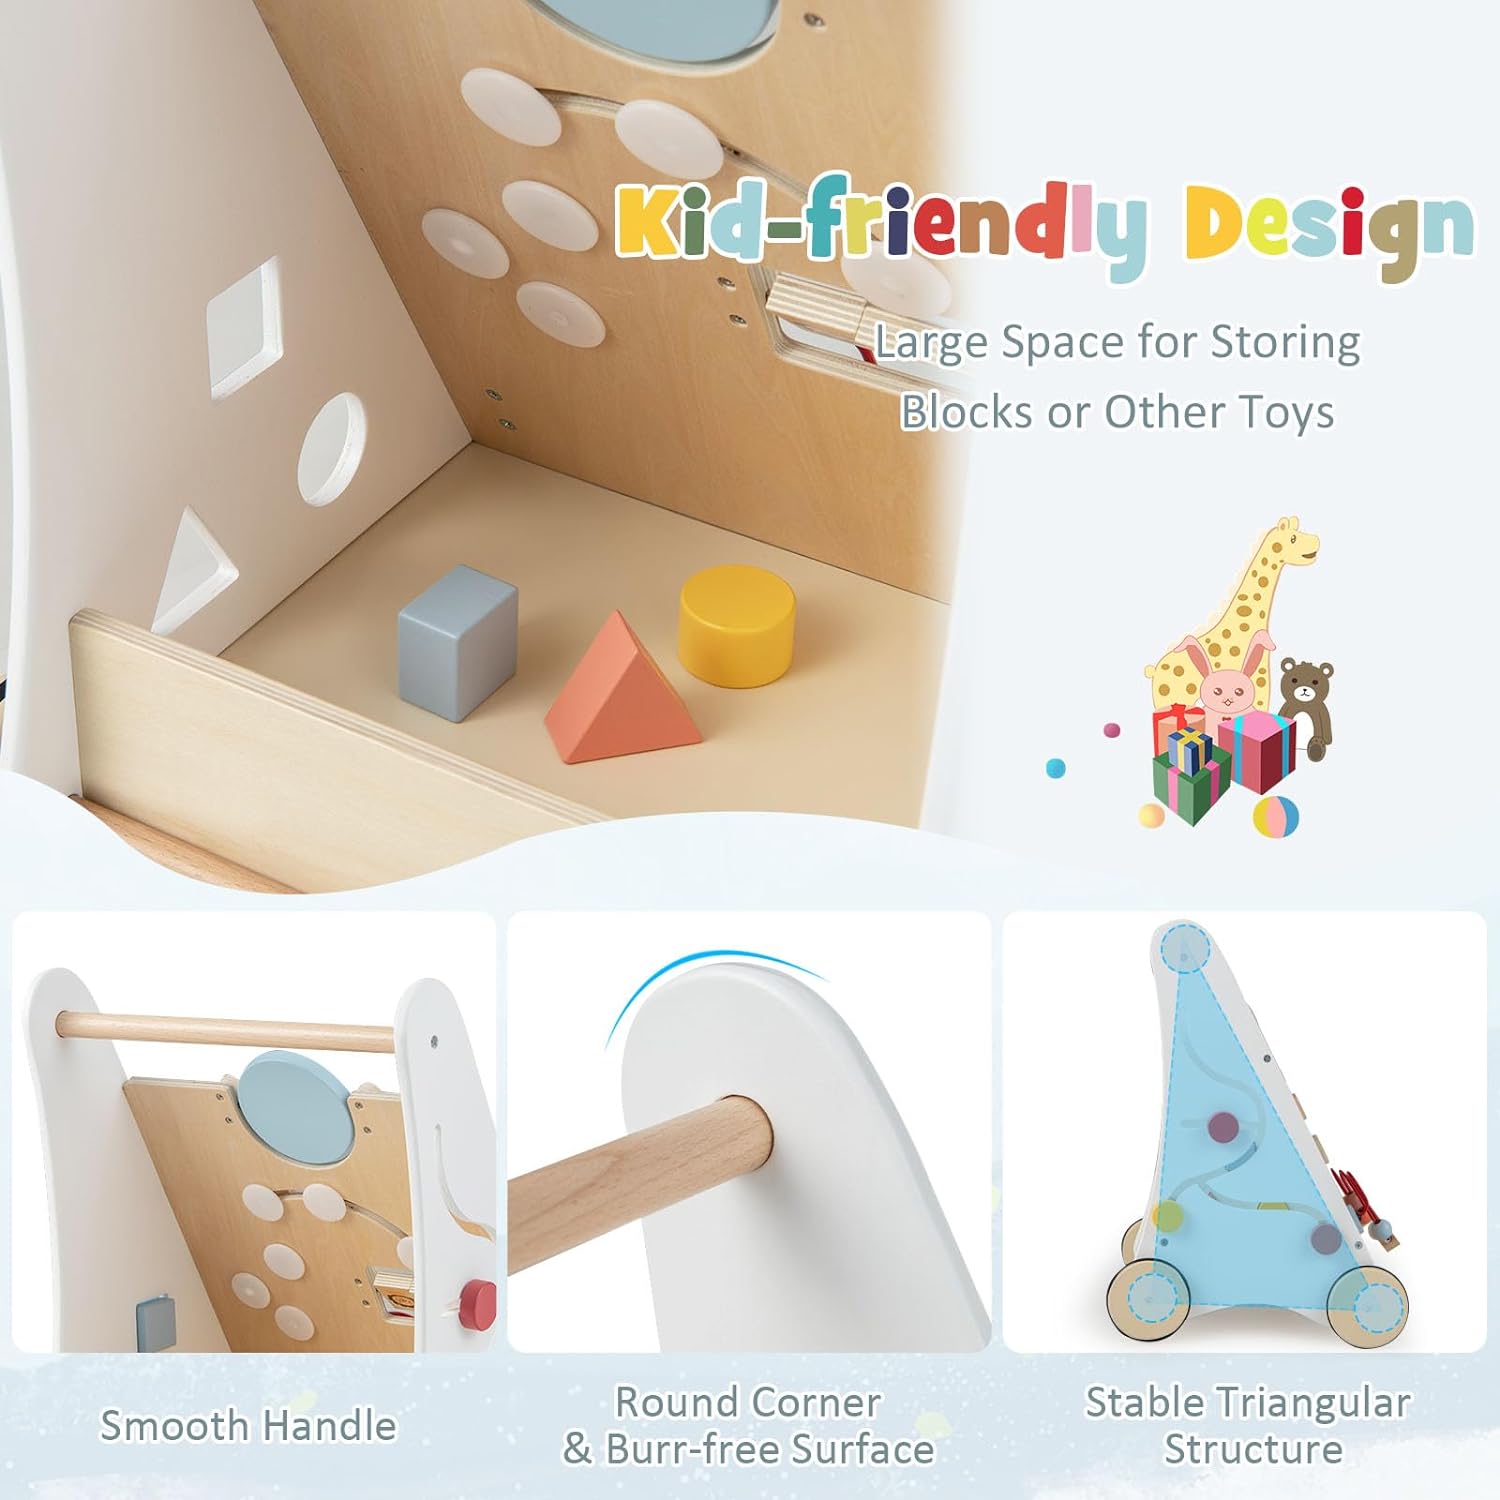 Kid-friendly Design
Large Space for Storing
Blocks or Other Toys
Smooth Handle
Round Corner
& Burr-free Surface
Stable Triangular
Structure